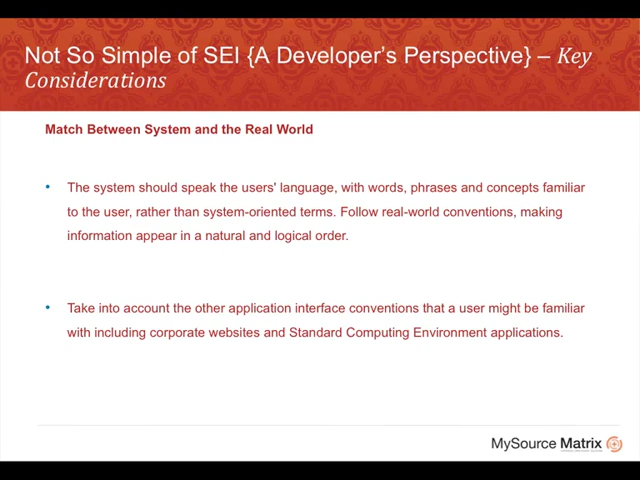 Not So Simple of SEI {A Developer’s Perspective} – Key
Considerations
Match Between System and the Real World
• The system should speak the users' language, with words, phrases and concepts familiar
to the user, rather than system-oriented terms. Follow real-world conventions, making
information appear in a natural and logical order.
• Take into account the other application interface conventions that a user might be familiar
with including corporate websites and Standard Computing Environment applications.
MySource Matrix